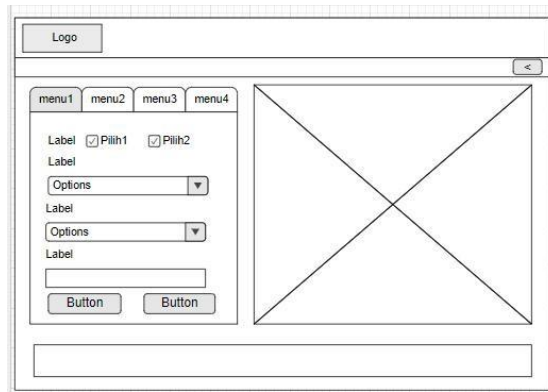 Logo
<
menu1 menu2 menu3 menu4
Label Pilih1 Pilih2
Label
Options
Label
Options
Label
Button Button